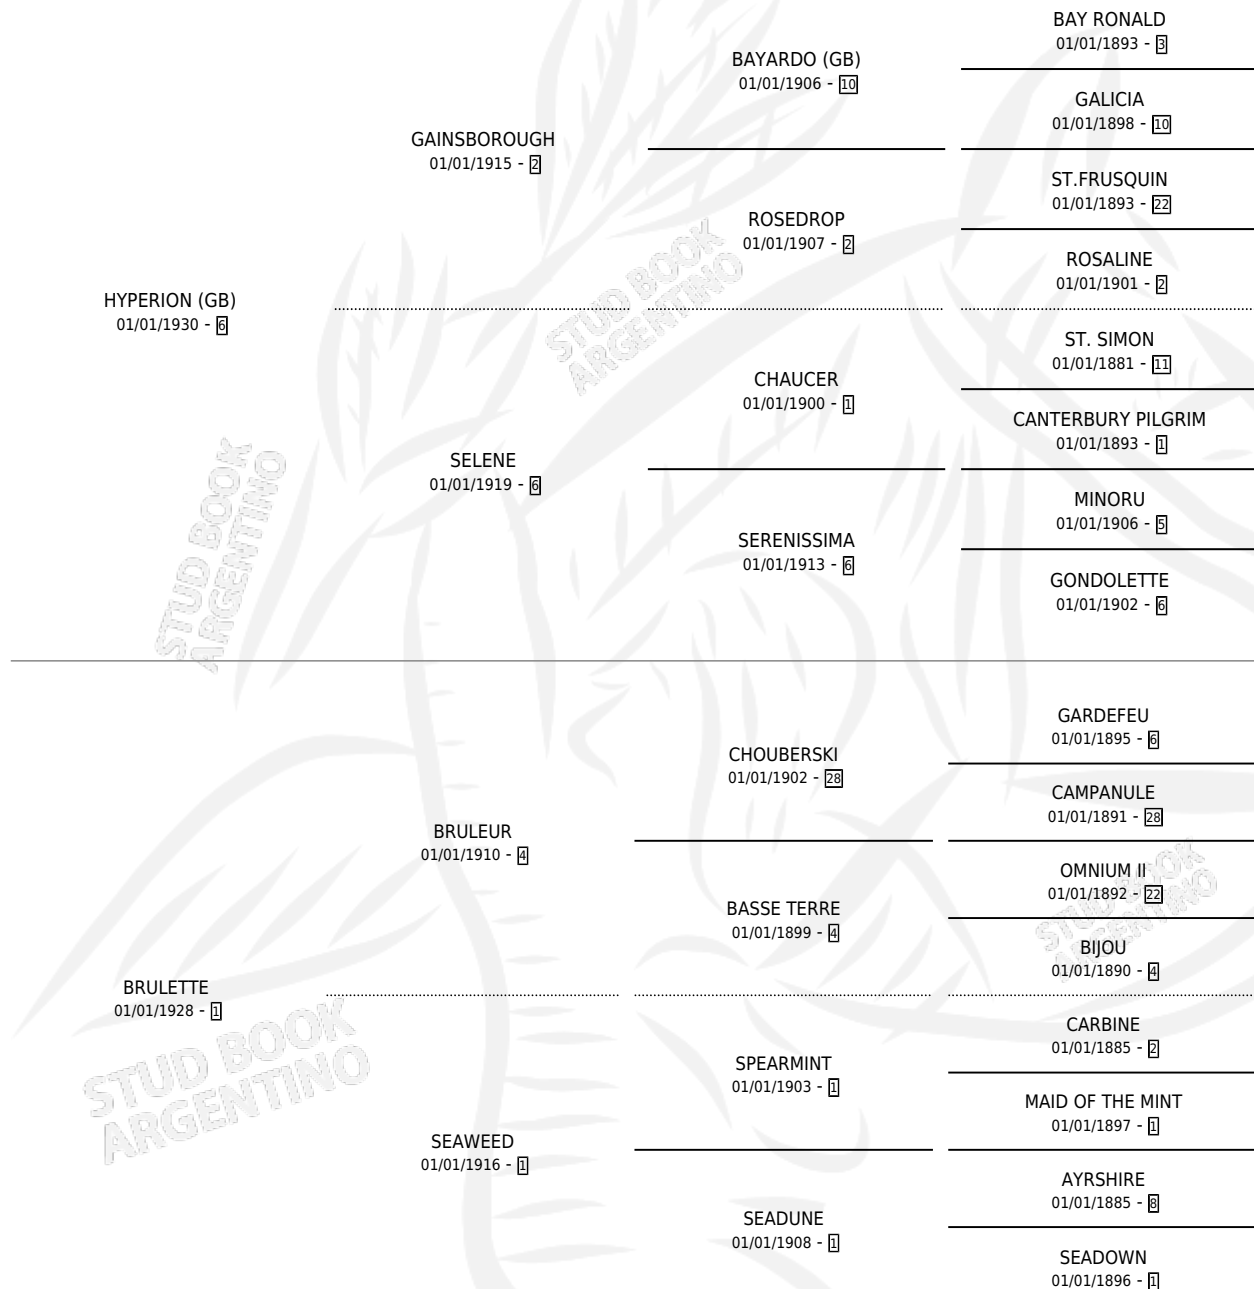 BAY RONALD
01/01/1893 - 3
BAYARDO (GB)
01/01/1906 - 10
GALICIA
01/01/1898 - 10
GAINSBOROUGH
01/01/1915 - 2
ST.FRUSQUIN
01/01/1893 - 22
ROSEDROP
01/01/1907 - 2
ROSALINE
01/01/1901 - 2
HYPERION (GB)
01/01/1930 - 6
STUD BOOK
ARGENTINO
ST. SIMON
01/01/1881 - 11
CHAUCER
01/01/1900 - 1
CANTERBURY PILGRIM
01/01/1893 - 1
SELENE
01/01/1919 - 6
MINORU
01/01/1906 - 5
SERENISSIMA
01/01/1913 - 6
GONDOLETTE
01/01/1902 - 6
STUD BOOK
ARGENTINO
GARDEFEU
01/01/1895 - 6
CHOUBERSKI
01/01/1902 - 28
CAMPANULE
01/01/1891 - 28
BRULEUR
01/01/1910 - 4
OMNIUM II
01/01/1892 - 22
BASSE TERRE
01/01/1899 - 4
STUD BOOK
ARGENTINO
BIJOU
01/01/1890 - 4
BRULETTE
01/01/1928 - 1
CARBINE
01/01/1885 - 2
SPEARMINT
01/01/1903 - 1
STUD BOOK
ARGENTINO
MAID OF THE MINT
01/01/1897 - 1
SEAWEED
01/01/1916 - 1
AYRSHIRE
01/01/1885 - 8
SEADUNE
01/01/1908 - 1
SEADOWN
01/01/1896 - 1